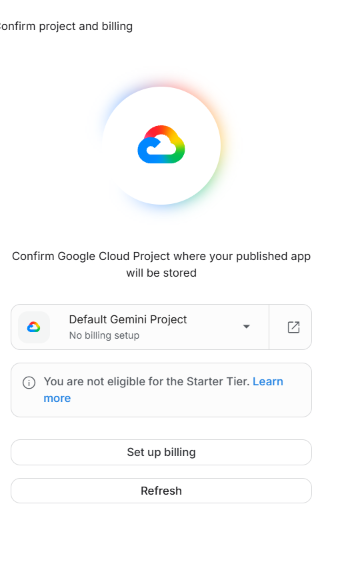 Confirm project and billing
Confirm Google Cloud Project where your published app
will be stored
Default Gemini Project
No billing setup
You are not eligible for the Starter Tier. Learn
more
Set up billing
Refresh